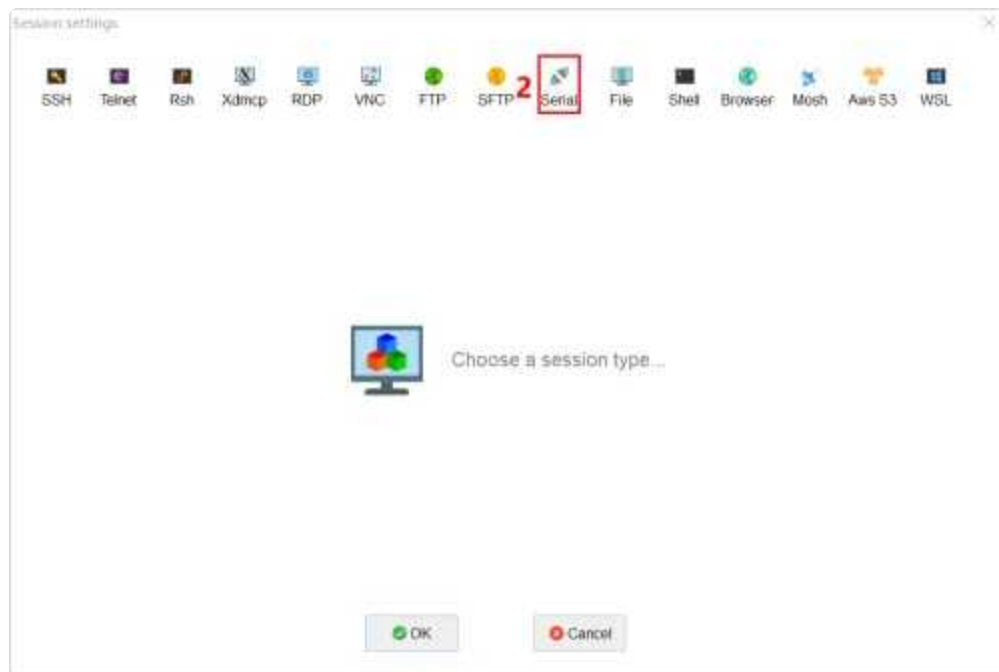 Session settings
SSH Telnet Rsh Xdmcp RDP VNC FTP SFTP 2 Serial File Shell Browser Mosh Aws S3 WSL
Choose a session type...
OK Cancel